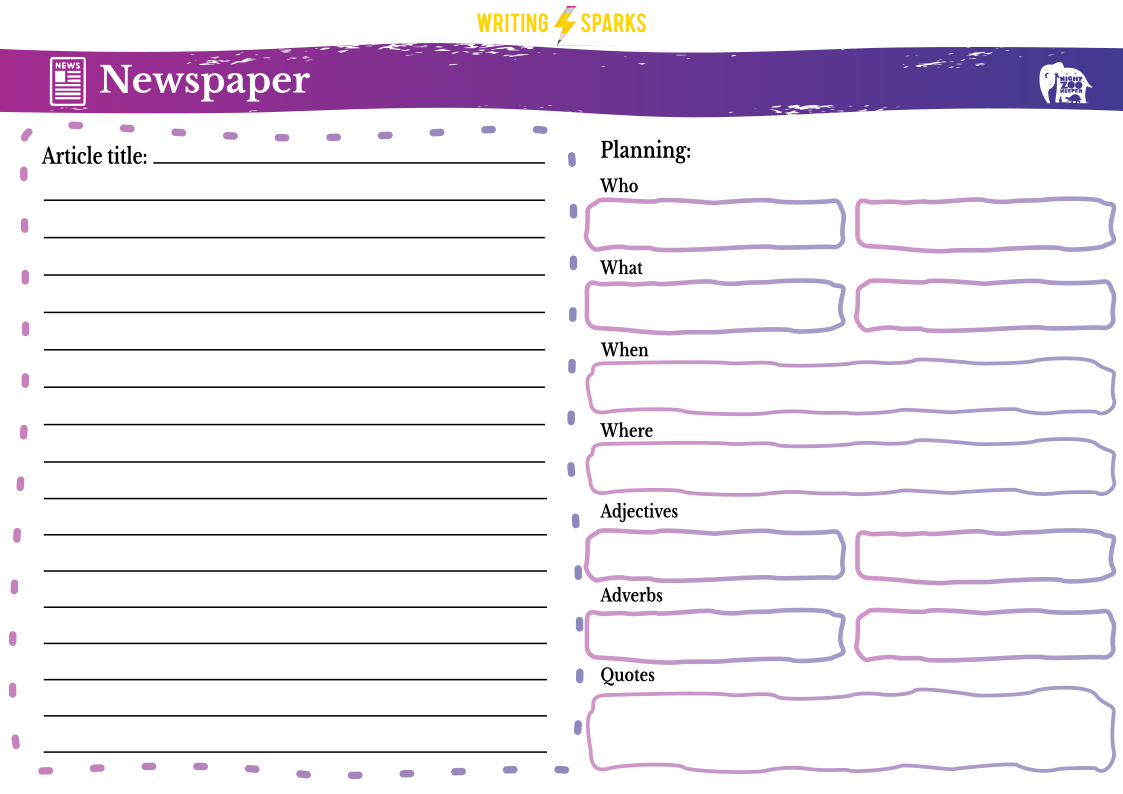 WRITING SPARKS
NEWS
Newspaper
NIGHT
ZOO
KEEPER
Article title:
Planning:
Who
What
When
Where
Adjectives
Adverbs
Quotes